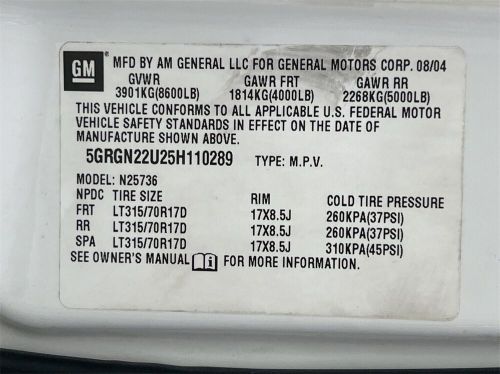 GM
MFD BY AM GENERAL LLC FOR GENERAL MOTORS CORP. 08/04
GVWR GAWR FRT GAWR RR
3901KG(8600LB) 1814KG(4000LB) 2268KG(5000LB)
THIS VEHICLE CONFORMS TO ALL APPLICABLE U.S. FEDERAL MOTOR
VEHICLE SAFETY STANDARDS IN EFFECT ON THE DATE OF
MANUFACTURE SHOWN ABOVE.
5GRGN22U25H110289 TYPE: M.P.V.
MODEL: N25736
NPDC TIRE SIZE RIM COLD TIRE PRESSURE
FRT LT315/70R17D 17X8.5J 260KPA(37PSI)
RR LT315/70R17D 17X8.5J 260KPA(37PSI)
SPA LT315/70R17D 17X8.5J 310KPA(45PSI)
SEE OWNER'S MANUAL FOR MORE INFORMATION.